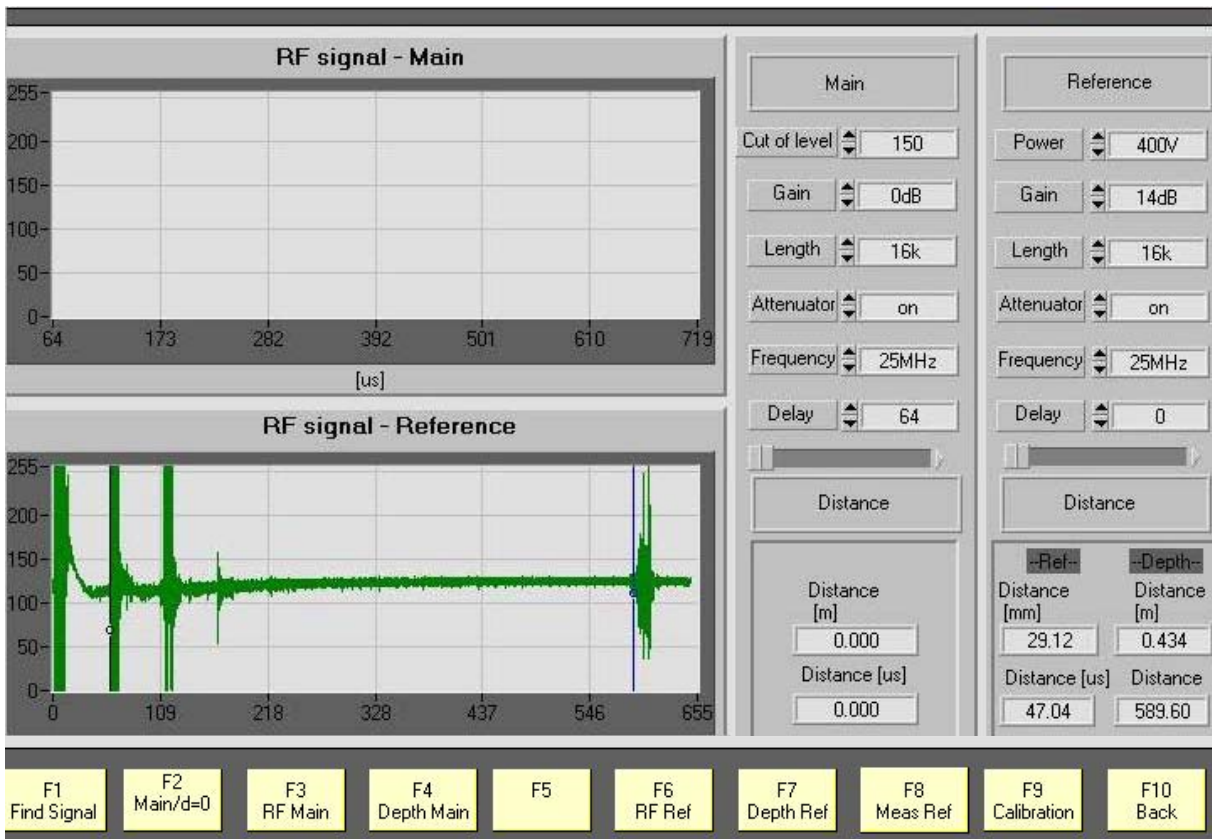 RF signal - Main
255
200
150
100
50
0
64 173 282 392 501 610 719
[us]
RF signal - Reference
255
200
150
100
50
0
0 109 218 328 437 546 655
Main
Cut of level 150
Gain 0dB
Length 16k
Attenuator on
Frequency 25MHz
Delay 64
Distance
Distance
[m]
0.000
Distance [us]
0.000
Reference
Power 400V
Gain 14dB
Length 16k
Attenuator on
Frequency 25MHz
Delay 0
Distance
--Ref-- --Depth--
Distance Distance
[mm] [m]
29.12 0.434
Distance [us] Distance
47.04 589.60
F1
Find Signal
F2
Main/d=0
F3
RF Main
F4
Depth Main
F5
F6
RF Ref
F7
Depth Ref
F8
Meas Ref
F9
Calibration
F10
Back